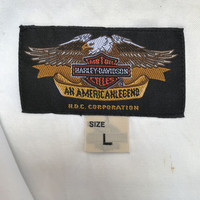 MOTOR
HARLEY-DAVIDSON
CYCLES
AN AMERICAN LEGEND
H.D.C. CORPORATION
SIZE
L